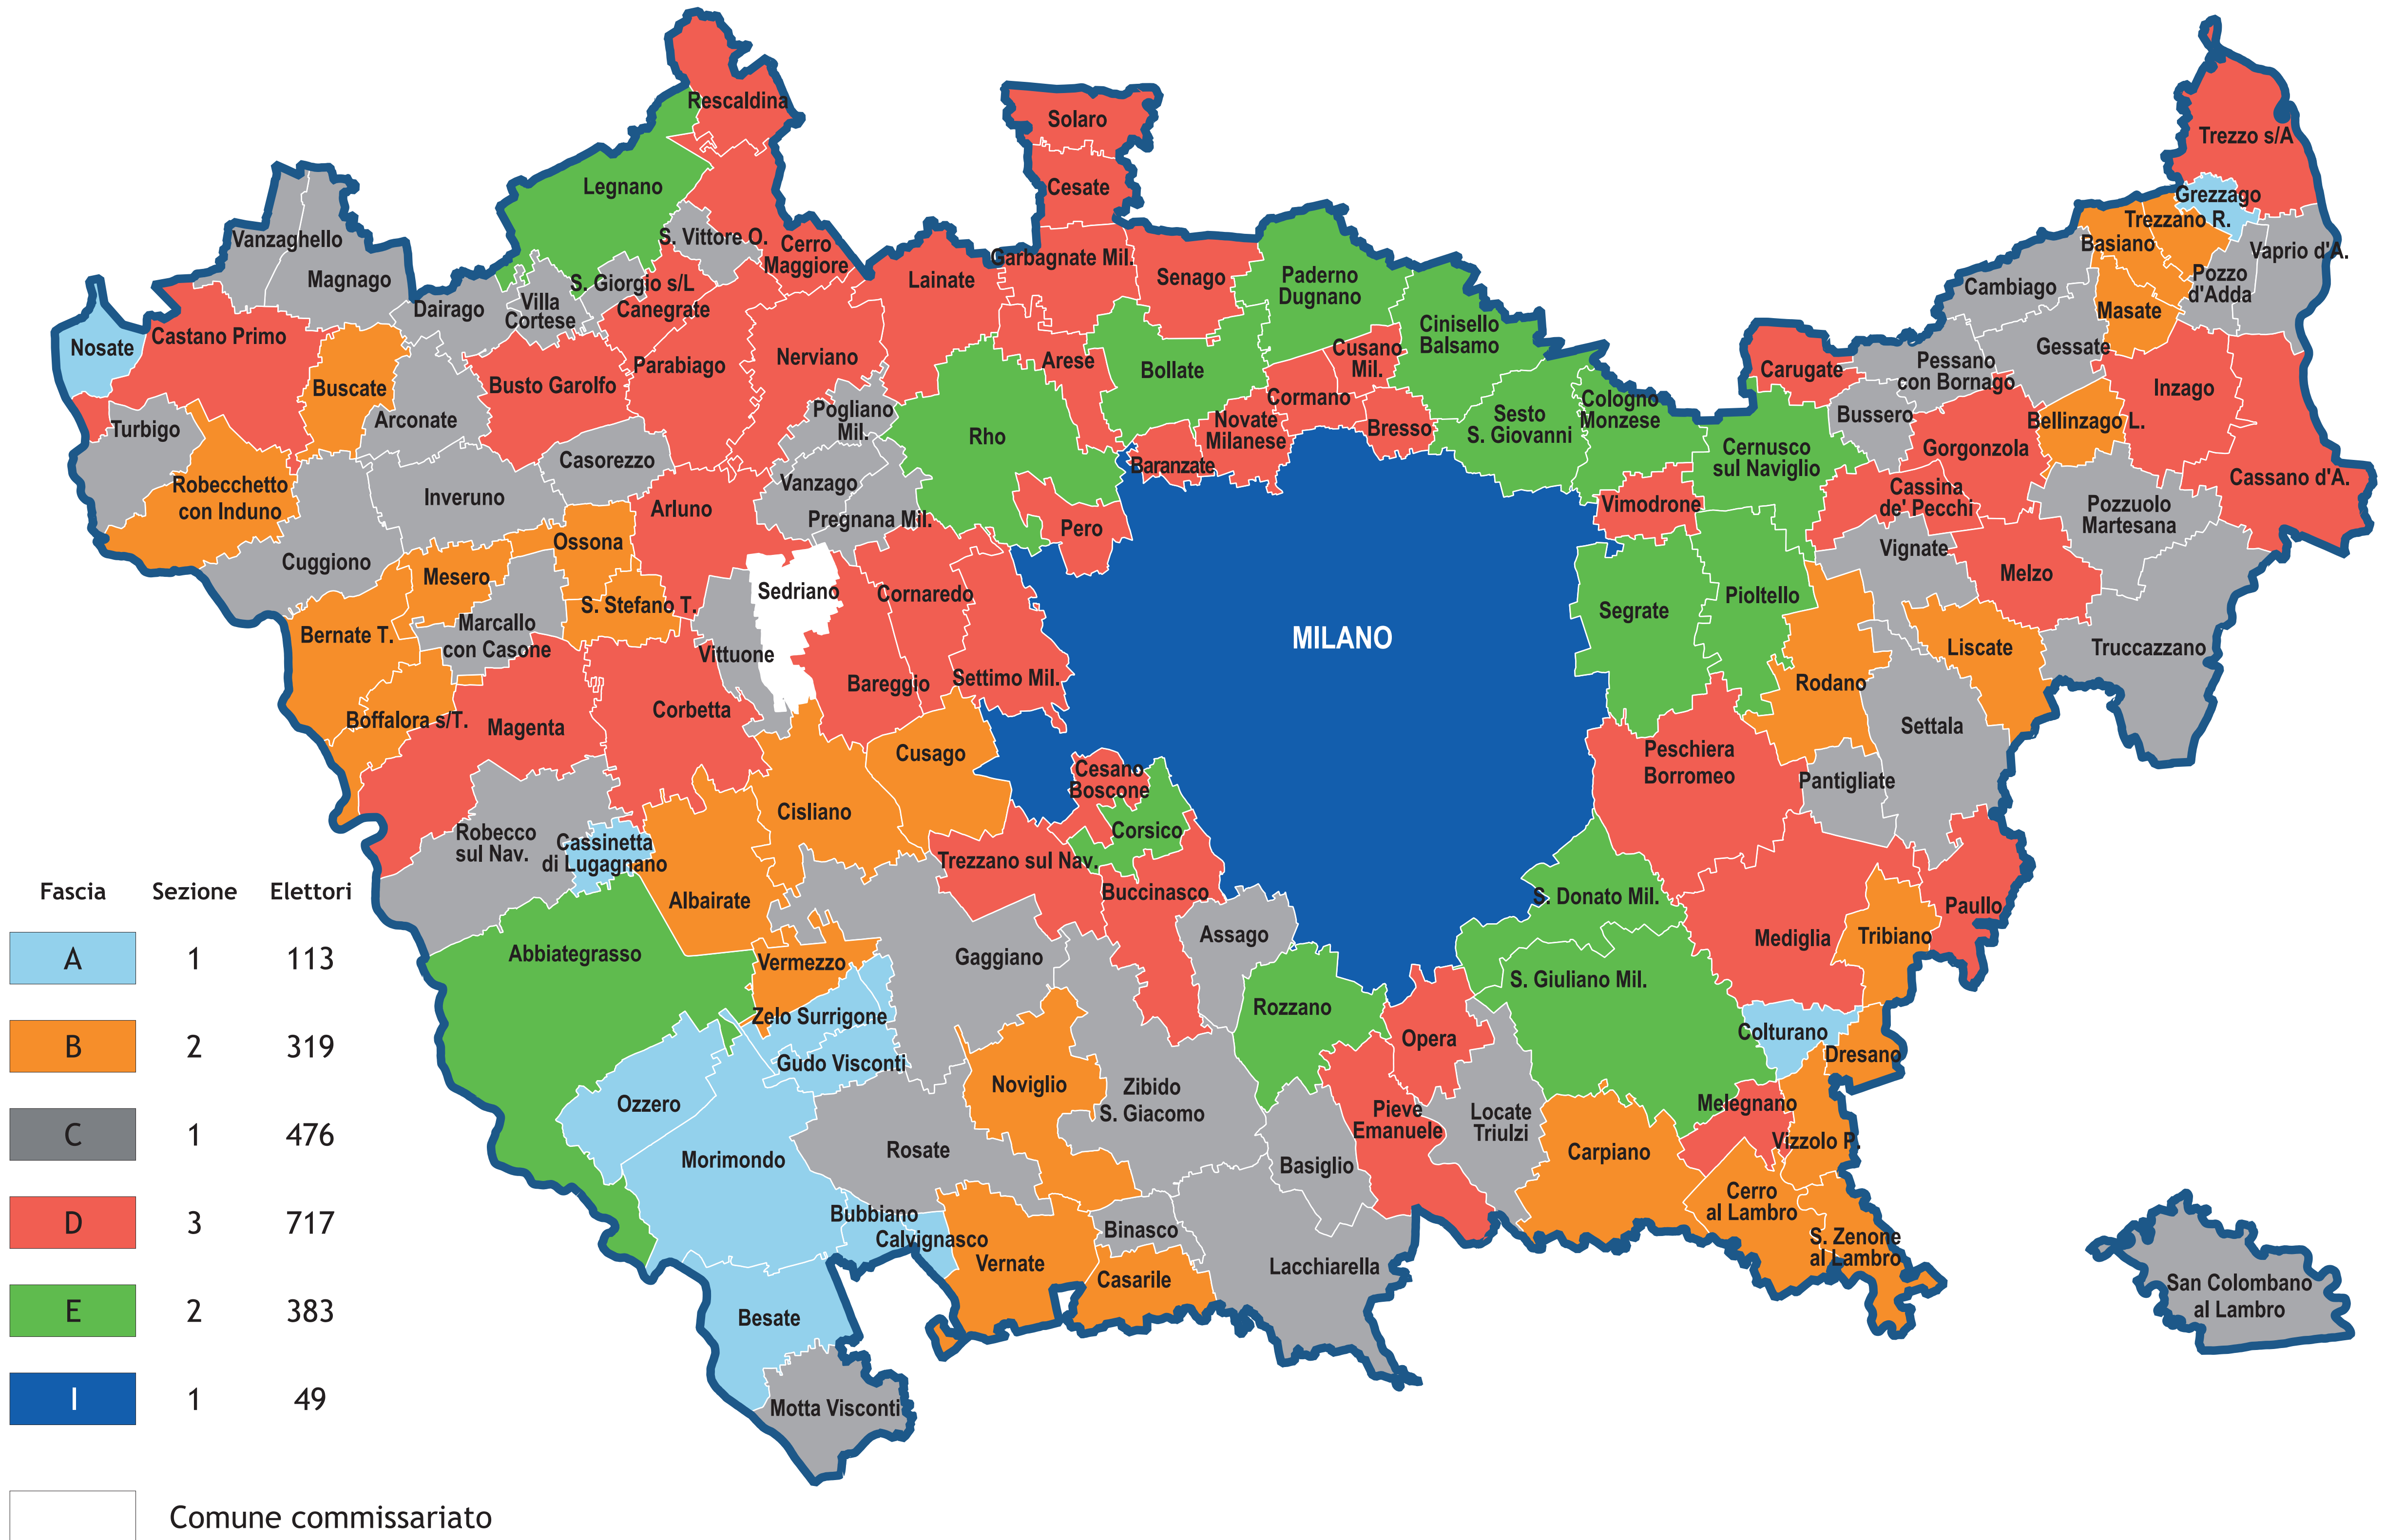 Rescaldina
Solaro
Trezzo s/A
Legnano
Cesate
Grezzago
Vanzaghello
S. Vittore O.
Cerro
Maggiore
Trezzano R.
Basiano
Vaprio d'A.
Magnago
S. Giorgio s/L
Lainate
Garbagnate Mil.
Senago
Paderno
Dugnano
Cambiago
Pozzo
d'Adda
Dairago
Villa
Cortese
Canegrate
Masate
Nosate
Castano Primo
Cinisello
Balsamo
Gessate
Parabiago
Nerviano
Arese
Bollate
Cusano
Mil.
Carugate
Pessano
con Bornago
Inzago
Buscate
Busto Garolfo
Cormano
Cologno
Monzese
Turbigo
Arconate
Pogliano
Mil.
Rho
Novate
Milanese
Bresso
Sesto
S. Giovanni
Bussero
Bellinzago L.
Gorgonzola
Casorezzo
Baranzate
Cernusco
sul Naviglio
Cassano d'A.
Robecchetto
con Induno
Inveruno
Vanzago
Cassina
de' Pecchi
Arluno
Pregnana Mil.
Pero
Vimodrone
Pozzuolo
Martesana
Cuggiono
Ossona
Vignate
Mesero
Sedriano
Cornaredo
Melzo
S. Stefano T.
Segrate
Pioltello
Bernate T.
Marcallo
con Casone
MILANO
Vittuone
Liscate
Truccazzano
Bareggio
Settimo Mil.
Rodano
Boffalora s/T.
Magenta
Corbetta
Settala
Cusago
Peschiera
Borromeo
Cesano
Boscone
Pantigliate
Cisliano
Robecco
sul Nav.
Cassinetta
di Lugagnano
Corsico
Trezzano sul Nav.
Albairate
Buccinasco
S. Donato Mil.
Paullo
Abbiategrasso
Vermezzo
Gaggiano
Assago
Mediglia
Tribiano
S. Giuliano Mil.
Zelo Surrigone
Rozzano
Opera
Colturano
Dresano
Gudo Visconti
Ozzero
Noviglio
Zibido
S. Giacomo
Pieve
Emanuele
Locate
Triulzi
Melegnano
Vizzolo P.
Morimondo
Rosate
Basiglio
Carpiano
Cerro
al Lambro
Bubbiano
Calvignasco
Binasco
S. Zenone
al Lambro
Vernate
Casarile
Lacchiarella
Besate
San Colombano
al Lambro
Motta Visconti
Fascia Sezione Elettori
A 1 113
B 2 319
C 1 476
D 3 717
E 2 383
I 1 49
Comune commissariato